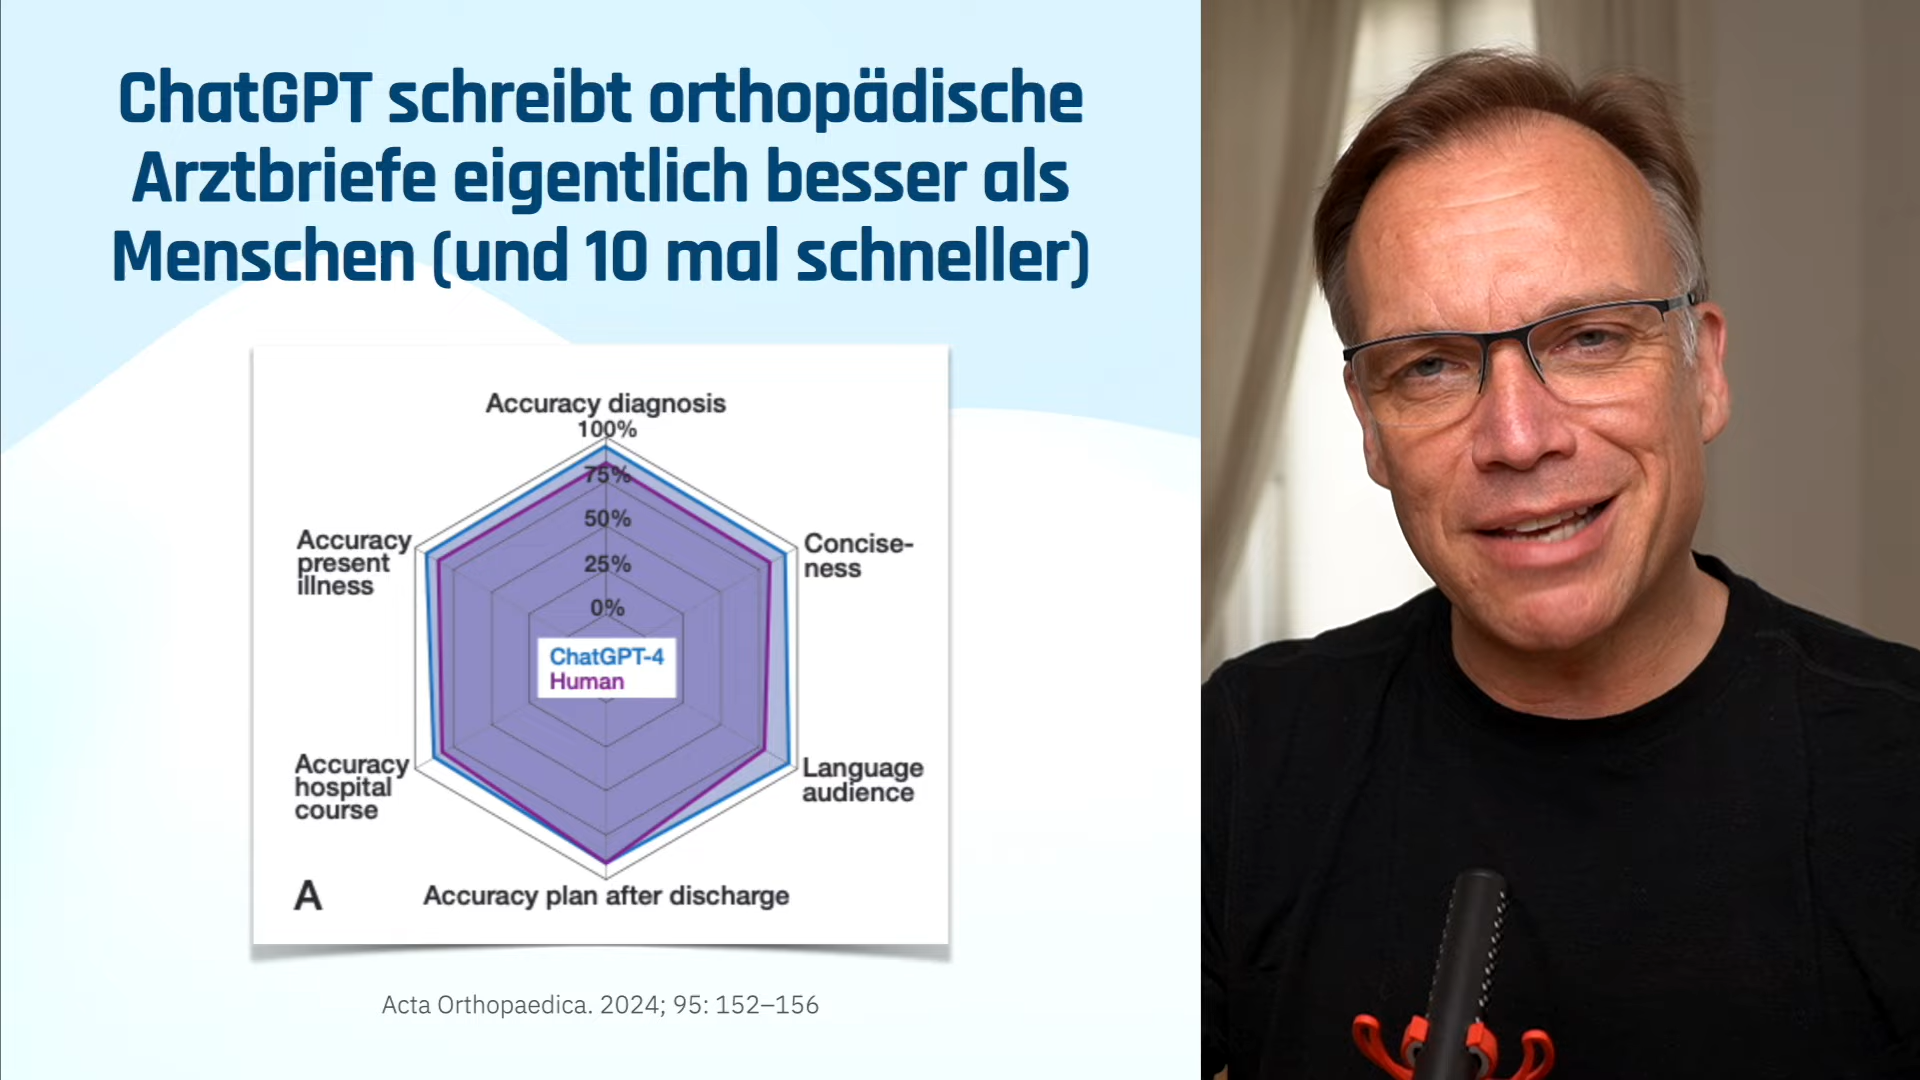 ChatGPT schreibt orthopädische
Arztbriefe eigentlich besser als
Menschen (und 10 mal schneller)
Accuracy diagnosis
100%
75%
50%
25%
0%
Accuracy
present
illness
Concise-
ness
ChatGPT-4
Human
Accuracy
hospital
course
Language
audience
Accuracy plan after discharge
A
Acta Orthopaedica. 2024; 95: 152–156